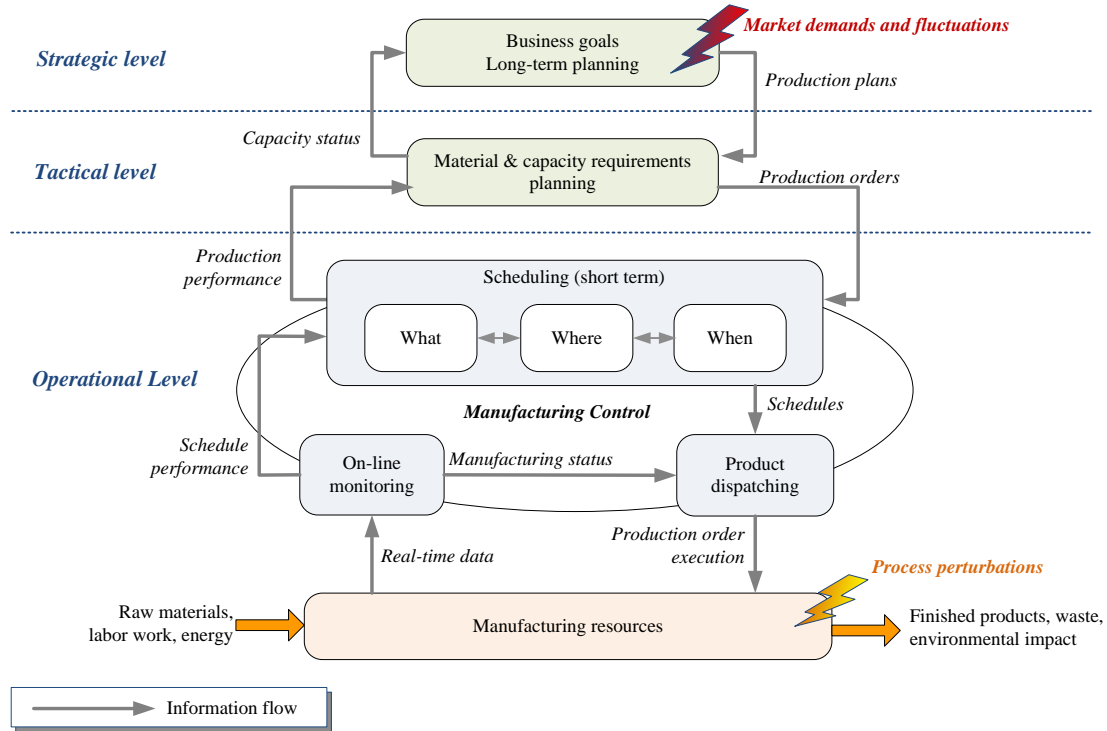 Market demands and fluctuations
Business goals
Long-term planning
Strategic level
Production plans
Capacity status
Material & capacity requirements
planning
Tactical level
Production orders
Production
performance
Scheduling (short term)
What
Where
When
Operational Level
Manufacturing Control
Schedules
Schedule
performance
On-line
monitoring
Manufacturing status
Product
dispatching
Real-time data
Production order
execution
Process perturbations
Raw materials,
labor work, energy
Manufacturing resources
Finished products, waste,
environmental impact
Information flow